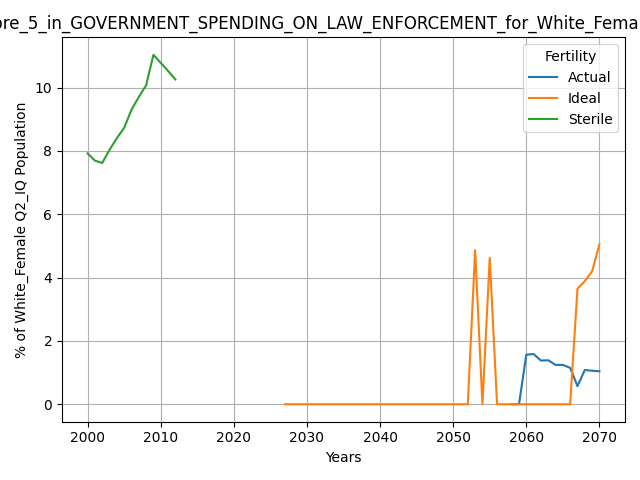 ore_5_in_GOVERNMENT_SPENDING_ON_LAW_ENFORCEMENT_for_White_Fema
Fertility
Actual
Ideal
Sterile
% of White_Female Q2_IQ Population
10
8
6
4
2
0
2000 2010 2020 2030 2040 2050 2060 2070
Years